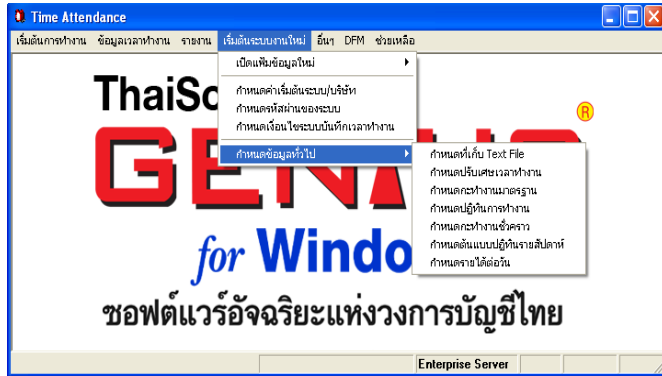 Time Attendance
เริ่มต้นการทำงาน ข้อมูลเวลาทำงาน รายงาน เริ่มต้นระบบงานใหม่ อื่นๆ DFM ช่วยเหลือ
เปิดแฟ้มข้อมูลใหม่
กำหนดค่าเริ่มต้นระบบ/บริษัท
กำหนดรหัสผ่านของระบบ
กำหนดเงื่อนไขระบบบันทึกเวลาทำงาน
กำหนดข้อมูลทั่วไป
กำหนดที่เก็บ Text File
กำหนดปรับเศษเวลาทำงาน
กำหนดกะทำงานมาตรฐาน
กำหนดปฏิทินการทำงาน
กำหนดกะทำงานชั่วคราว
กำหนดต้นแบบปฏิทินรายสัปดาห์
กำหนดรายได้ต่อวัน
ThaiSo
GEN
®
for Windo
ซอฟต์แวร์อัจฉริยะแห่งวงการบัญชีไทย
Enterprise Server